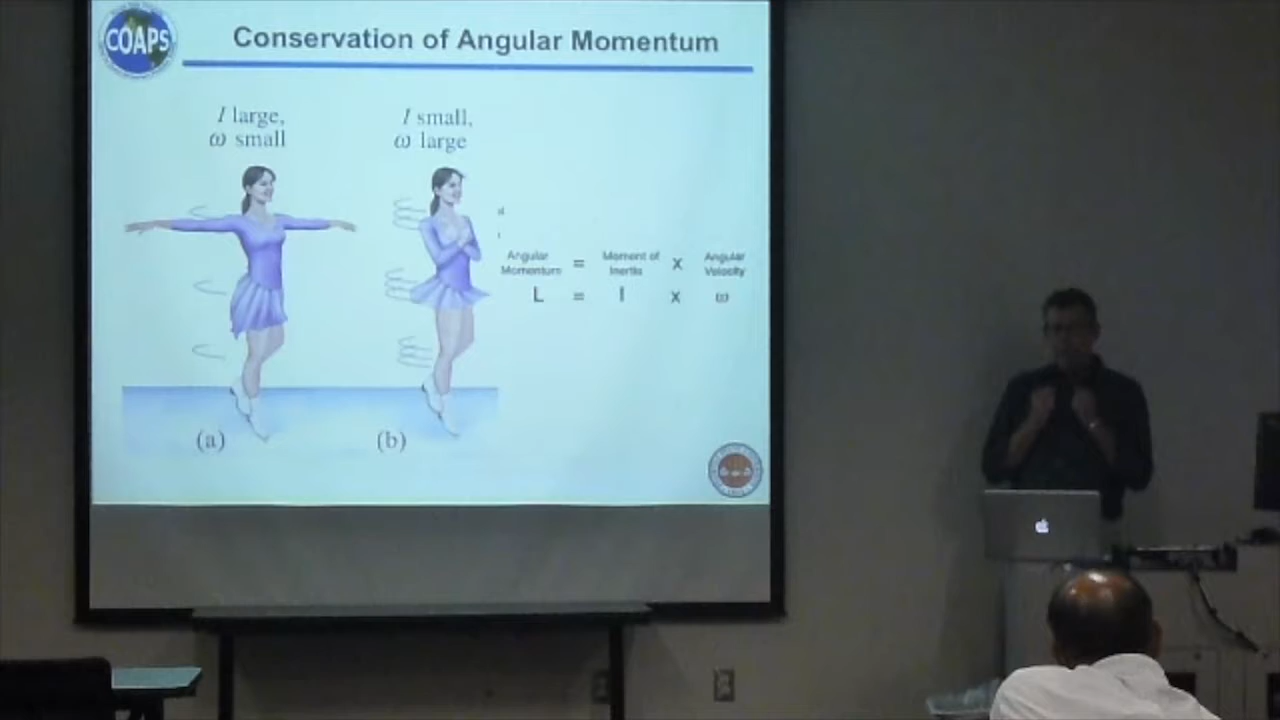 COAPS
Conservation of Angular Momentum
I large,
ω small
I small,
ω large
Angular
Momentum
=
Moment of
Inertia
x
Angular
Velocity
L = I x ω
(a)
(b)